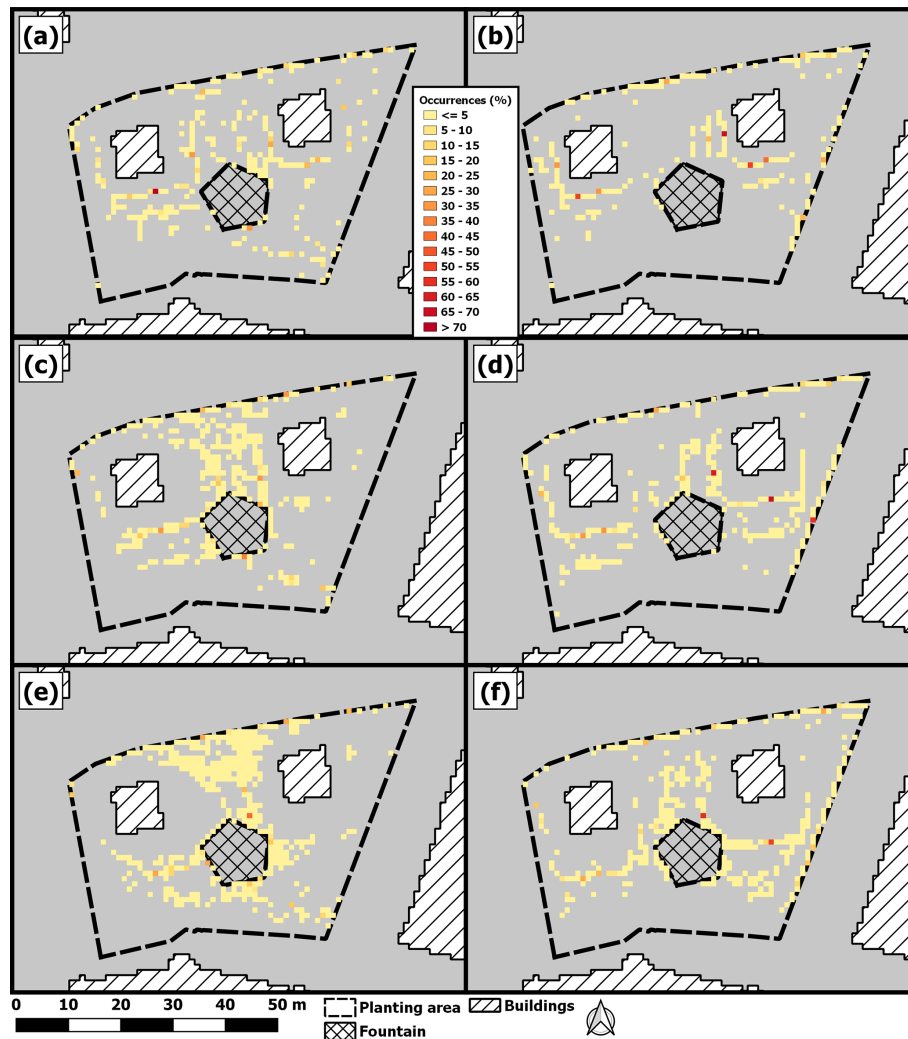 (a)
(b)
Occurrences (%)
<= 5
5 - 10
10 - 15
15 - 20
20 - 25
25 - 30
30 - 35
35 - 40
40 - 45
45 - 50
50 - 55
55 - 60
60 - 65
65 - 70
> 70
(c)
(d)
(e)
(f)
0 10 20 30 40 50 m
Planting area
Buildings
Fountain